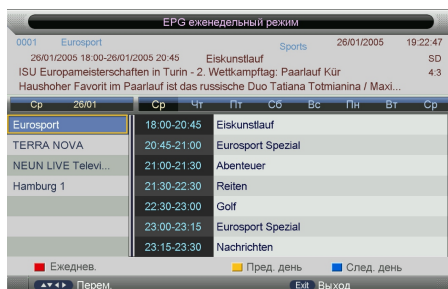 EPG еженедельный режим
0001 Eurosport Sports 26/01/2005 19:22:47
26/01/2005 18:00-26/01/2005 20:45 Eiskunstlauf SD
ISU Europameisterschaften in Turin - 2. Wettkampftag: Paarlauf Kür 4:3
Haushoher Favorit im Paarlauf ist das russische Duo Tatiana Totmianina / Maxi...
Ср 26/01 Ср Чт Пт Сб Вс Пн Вт Ср
Eurosport 18:00-20:45 Eiskunstlauf
TERRA NOVA 20:45-21:00 Eurosport Spezial
NEUN LIVE Televi... 21:00-21:30 Abenteuer
Hamburg 1 21:30-22:30 Reiten
22:30-23:00 Golf
23:00-23:15 Eurosport Spezial
23:15-23:30 Nachrichten
Ежеднев. Пред. день След. день
Перем. Exit Выход